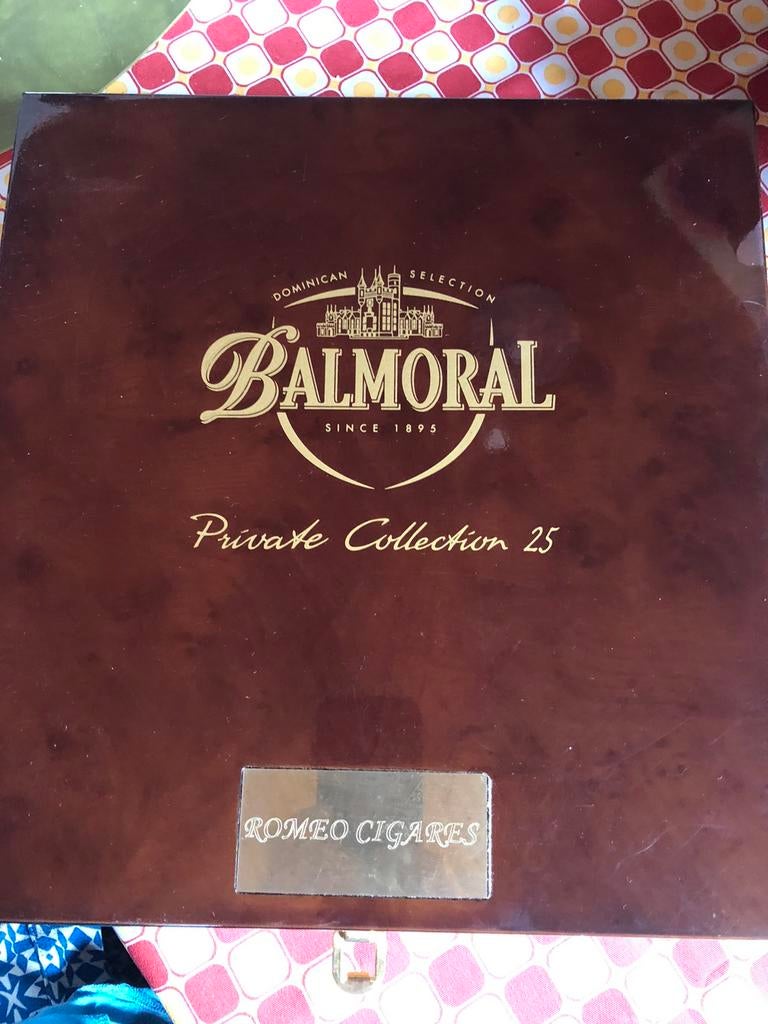 DOMINICAN SELECTION
BALMORAL
SINCE 1895
Private Collection 25
ROMEO CIGARES